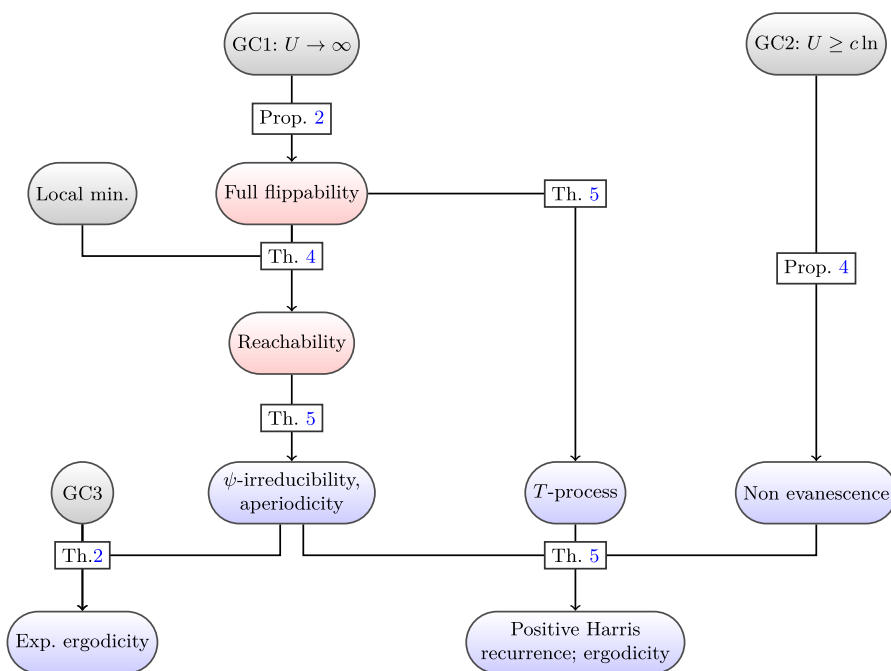 GC1: U → ∞
GC2: U ≥ c ln
Prop. 2
Local min.
Full flippability
Th. 5
Th. 4
Prop. 4
Reachability
Th. 5
GC3
ψ-irreducibility,
aperiodicity
T-process
Non evanescence
Th.2
Th. 5
Exp. ergodicity
Positive Harris
recurrence; ergodicity